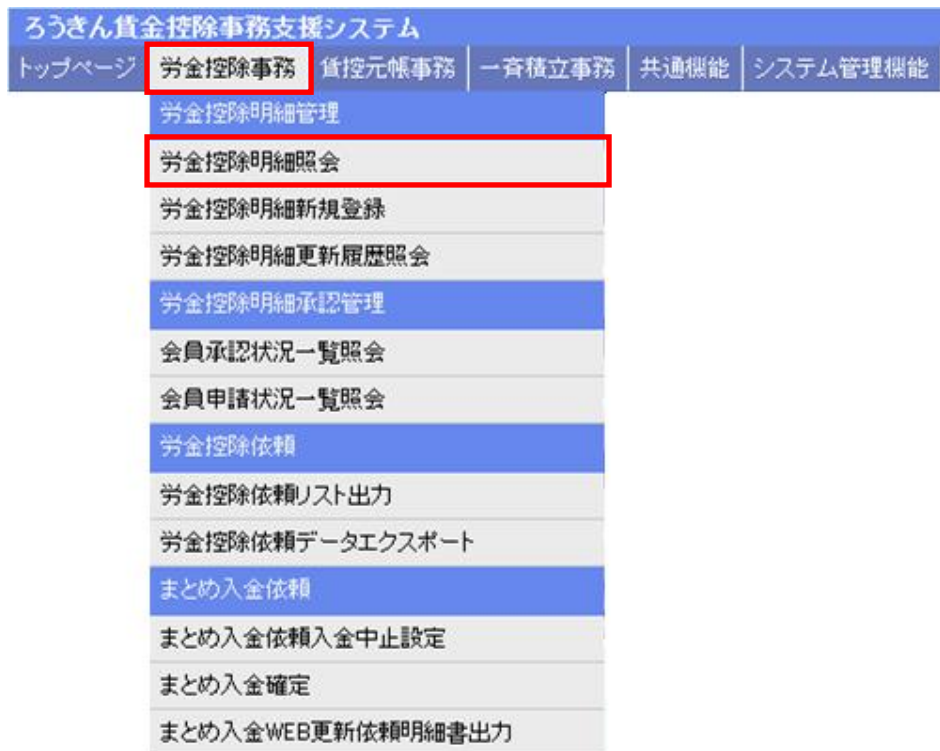 ろうきん賃金控除事務支援システム
トップページ 労金控除事務 賃控元帳事務 一斉積立事務 共通機能 システム管理機能
労金控除明細管理
労金控除明細照会
労金控除明細新規登録
労金控除明細更新履歴照会
労金控除明細承認管理
会員承認状況一覧照会
会員申請状況一覧照会
労金控除依頼
労金控除依頼リスト出力
労金控除依頼データエクスポート
まとめ入金依頼
まとめ入金依頼入金中止設定
まとめ入金確定
まとめ入金WEB更新依頼明細書出力